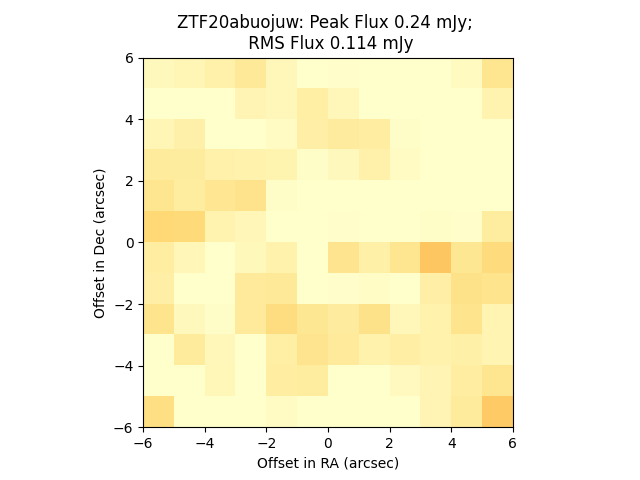 ZTF20abuojuw: Peak Flux 0.24 mJy;
RMS Flux 0.114 mJy
6
4
2
0
−2
−4
−6
Offset in Dec (arcsec)
−6 −4 −2 0 2 4 6
Offset in RA (arcsec)